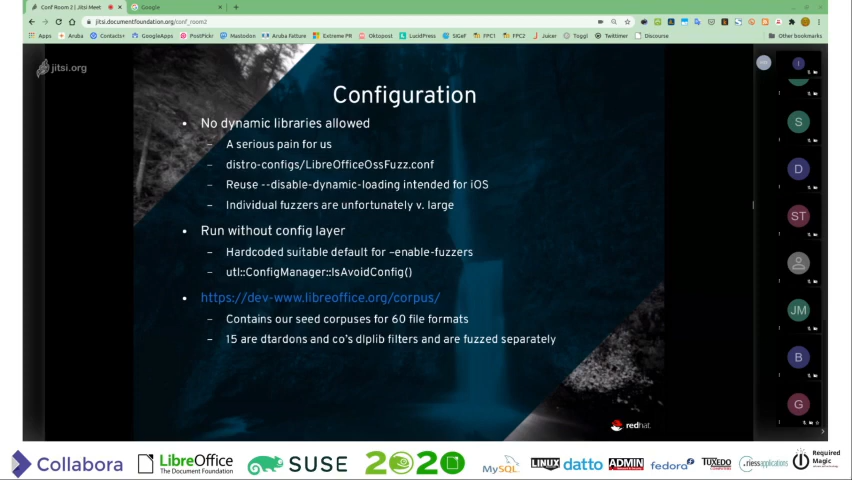 Conf Room 2 | Jitsi Meet
Google
jitsi.documentfoundation.org/conf_room2
Apps
Aruba
Contacts+
GoogleApps
PostFickr
Mastodon
Aruba Fatture
Extreme PR
Oktopost
LucidPress
SIGeF
FPC1
FPC2
Juicer
Toggl
Twittimer
Discourse
Other bookmarks
jitsi.org
Configuration
• No dynamic libraries allowed
– A serious pain for us
– distro-configs/LibreOfficeOssFuzz.conf
– Reuse --disable-dynamic-loading intended for iOS
– Individual fuzzers are unfortunately v. large
• Run without config layer
– Hardcoded suitable default for –enable-fuzzers
– utl::ConfigManager::IsAvoidConfig()
• https://dev-www.libreoffice.org/corpus/
– Contains our seed corpuses for 60 file formats
– 15 are dtardons and co's dlplib filters and are fuzzed separately
redhat.
I
S
D
ST
JM
B
G
Collabora
LibreOffice
The Document Foundation
SUSE
2020
MySQL
LINUX
datto
ADMIN
fedora
TUXEDO
COMPUTERS
riessapplications
Required
Magic